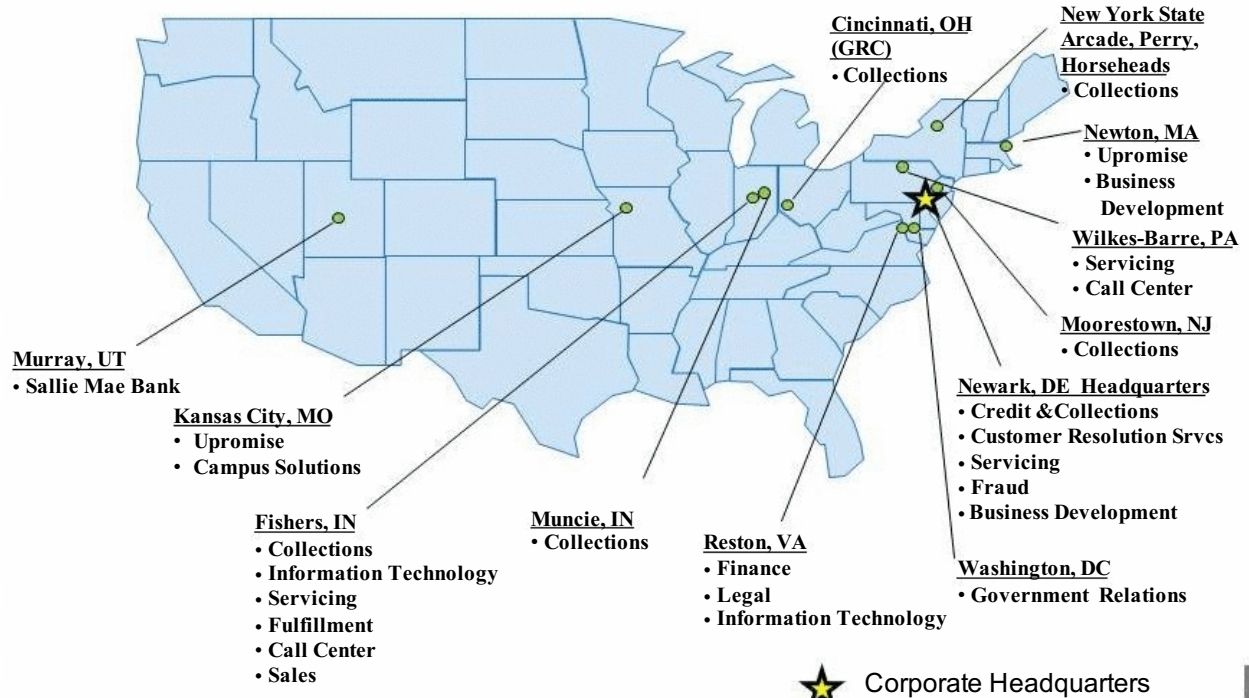 Cincinnati, OH
(GRC)
• Collections
New York State
Arcade, Perry,
Horseheads
• Collections
Newton, MA
• Upromise
• Business
Development
Wilkes-Barre, PA
• Servicing
• Call Center
Moorestown, NJ
• Collections
Newark, DE Headquarters
• Credit &Collections
• Customer Resolution Srvcs
• Servicing
• Fraud
• Business Development
Washington, DC
• Government Relations
Murray, UT
• Sallie Mae Bank
Kansas City, MO
• Upromise
• Campus Solutions
Fishers, IN
• Collections
• Information Technology
• Servicing
• Fulfillment
• Call Center
• Sales
Muncie, IN
• Collections
Reston, VA
• Finance
• Legal
• Information Technology
Corporate Headquarters